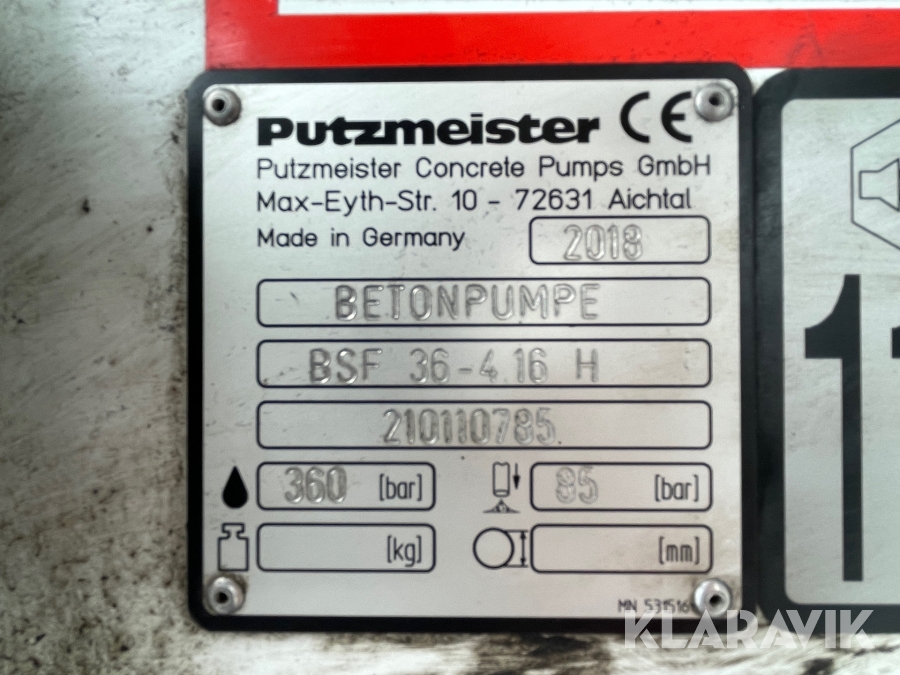 Putzmeister CE
Putzmeister Concrete Pumps GmbH
Max-Eyth-Str. 10 - 72631 Aichtal
Made in Germany 2018
BETONPUMPE
BSF 36-4.16 H
210110785
360 [bar] 85 [bar]
[kg] [mm]
MN
KLARAVIK